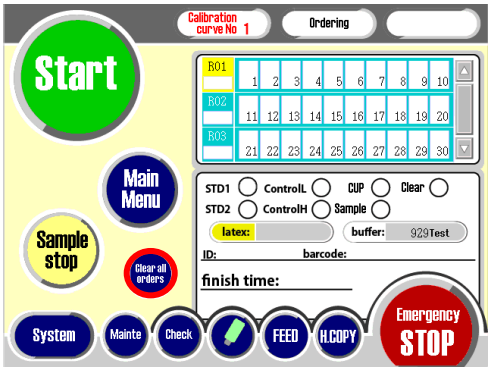 Calibration
curve No 1
Ordering
Start
R01
1 2 3 4 5 6 7 8 9 10
R02
11 12 13 14 15 16 17 18 19 20
R03
21 22 23 24 25 26 27 28 29 30
Main
Menu
STD1 ControlL CUP Clear
STD2 ControlH Sample
latex: buffer: 929Test
Sample
stop
Clear all
orders
ID: barcode:
finish time:
System
Mainte
Check
FEED
H.COPY
Emergency
STOP